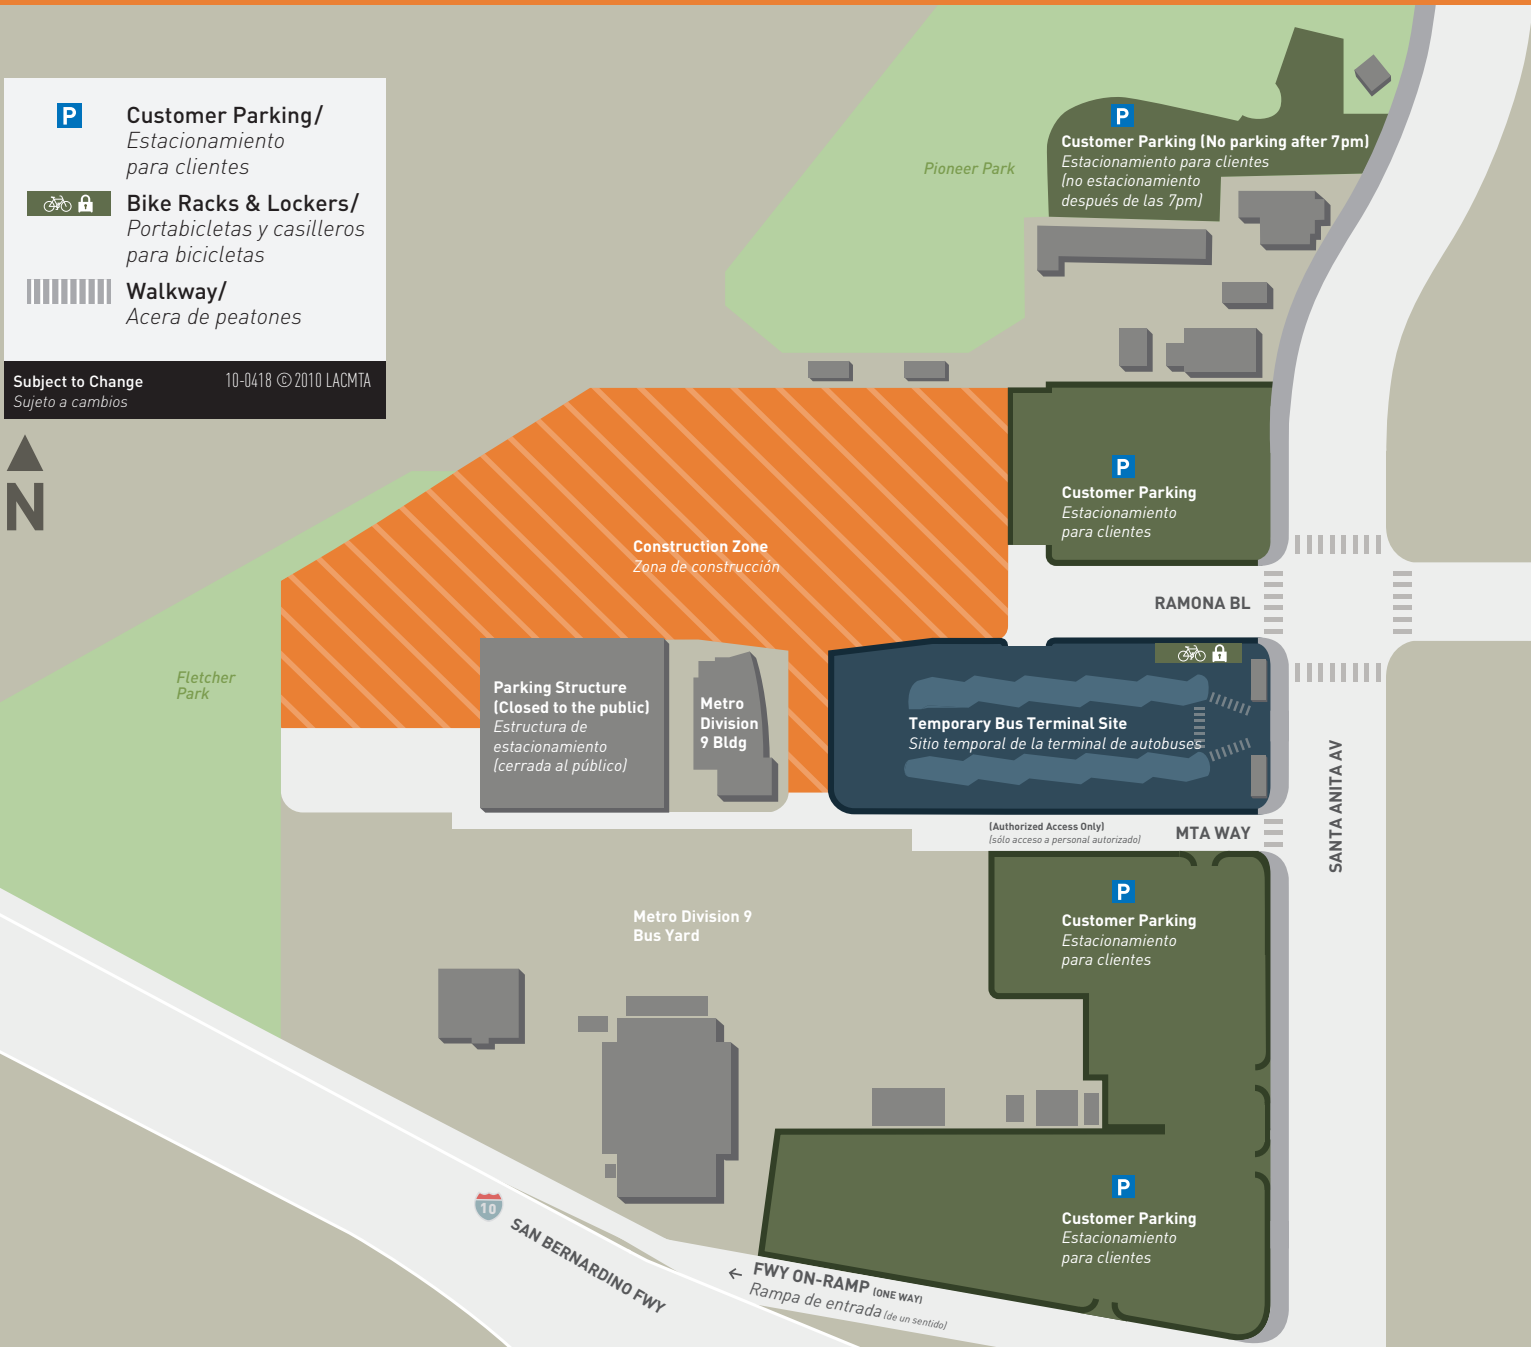 P
Customer Parking/
Estacionamiento
para clientes
Bike Racks & Lockers/
Portabicletas y casilleros
para bicicletas
Walkway/
Acera de peatones
Subject to Change
10-0418 © 2010 LACMTA
Sujeto a cambios
N
Pioneer Park
P
Customer Parking (No parking after 7pm)
Estacionamiento para clientes
(no estacionamiento
después de las 7pm)
P
Customer Parking
Estacionamiento
para clientes
Construction Zone
Zona de construcción
RAMONA BL
Fletcher
Park
Parking Structure
(Closed to the public)
Estructura de
estacionamiento
(cerrada al público)
Metro
Division
9 Bldg
Temporary Bus Terminal Site
Sitio temporal de la terminal de autobuses
SANTA ANITA AV
(Authorized Access Only)
(sólo acceso a personal autorizado)
MTA WAY
P
Customer Parking
Estacionamiento
para clientes
Metro Division 9
Bus Yard
P
Customer Parking
Estacionamiento
para clientes
10
SAN BERNARDINO FWY
← FWY ON-RAMP (ONE WAY)
Rampa de entrada (de un sentido)